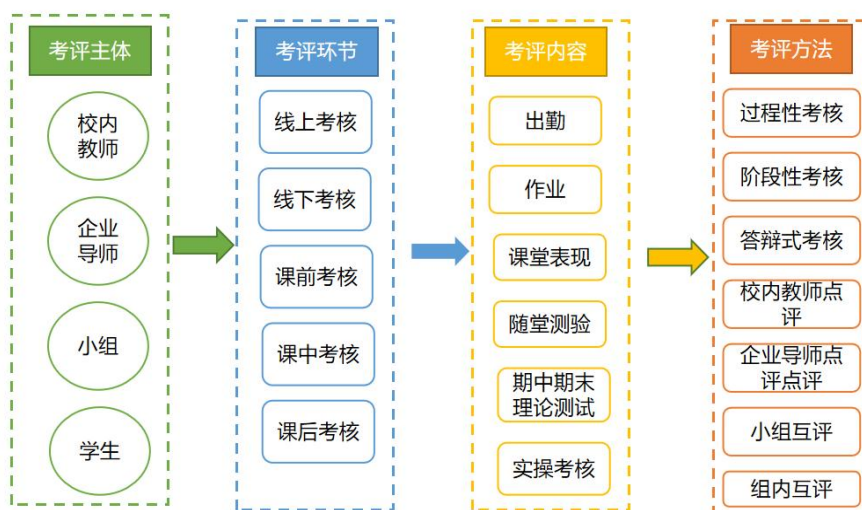 考评主体
校内
教师
企业
导师
小组
学生
考评环节
线上考核
线下考核
课前考核
课中考核
课后考核
考评内容
出勤
作业
课堂表现
随堂测验
期中期末
理论测试
实操考核
考评方法
过程性考核
阶段性考核
答辩式考核
校内教师点
评
企业导师点
评点评
小组互评
组内互评